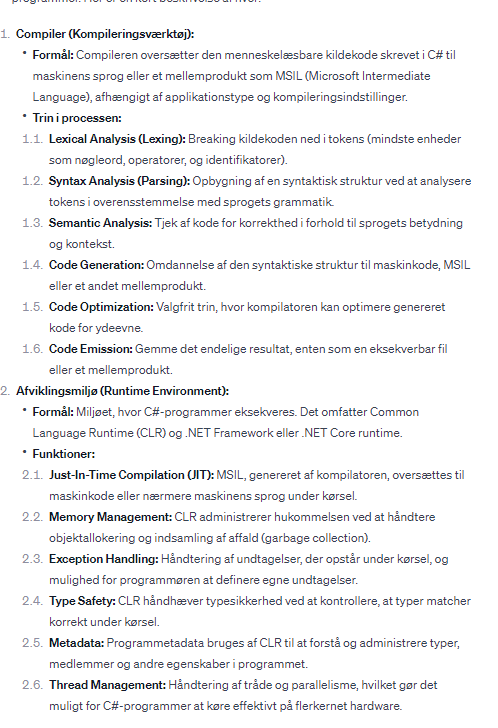 1. Compiler (Kompileringsværktøj):
• Formål: Compileren oversætter den menneskelæsbare kildekode skrevet i C# til
maskinens sprog eller et mellemprodukt som MSIL (Microsoft Intermediate
Language), afhængigt af applikationstype og kompileringsindstillinger.
• Trin i processen:
1.1. Lexical Analysis (Lexing): Breaking kildekoden ned i tokens (mindste enheder
som nøgleord, operatorer, og identifikatorer).
1.2. Syntax Analysis (Parsing): Opbygning af en syntaktisk struktur ved at analysere
tokens i overensstemmelse med sprogets grammatik.
1.3. Semantic Analysis: Tjek af kode for korrekthed i forhold til sprogets betydning
og kontekst.
1.4. Code Generation: Omdannelse af den syntaktiske struktur til maskinkode, MSIL
eller et andet mellemprodukt.
1.5. Code Optimization: Valgfrit trin, hvor kompilatoren kan optimere genereret
kode for ydeevne.
1.6. Code Emission: Gemme det endelige resultat, enten som en eksekverbar fil
eller et mellemprodukt.
2. Afviklingsmiljø (Runtime Environment):
• Formål: Miljøet, hvor C#-programmer eksekveres. Det omfatter Common
Language Runtime (CLR) og .NET Framework eller .NET Core runtime.
• Funktioner:
2.1. Just-In-Time Compilation (JIT): MSIL, genereret af kompilatoren, oversættes til
maskinkode eller nærmere maskinens sprog under kørsel.
2.2. Memory Management: CLR administrerer hukommelsen ved at håndtere
objektallokering og indsamling af affald (garbage collection).
2.3. Exception Handling: Håndtering af undtagelser, der opstår under kørsel, og
mulighed for programmøren at definere egne undtagelser.
2.4. Type Safety: CLR håndhæver typesikkerhed ved at kontrollere, at typer matcher
korrekt under kørsel.
2.5. Metadata: Programmetadata bruges af CLR til at forstå og administrere typer,
medlemmer og andre egenskaber i programmet.
2.6. Thread Management: Håndtering af tråde og parallelisme, hvilket gør det
muligt for C#-programmer at køre effektivt på flerkernet hardware.